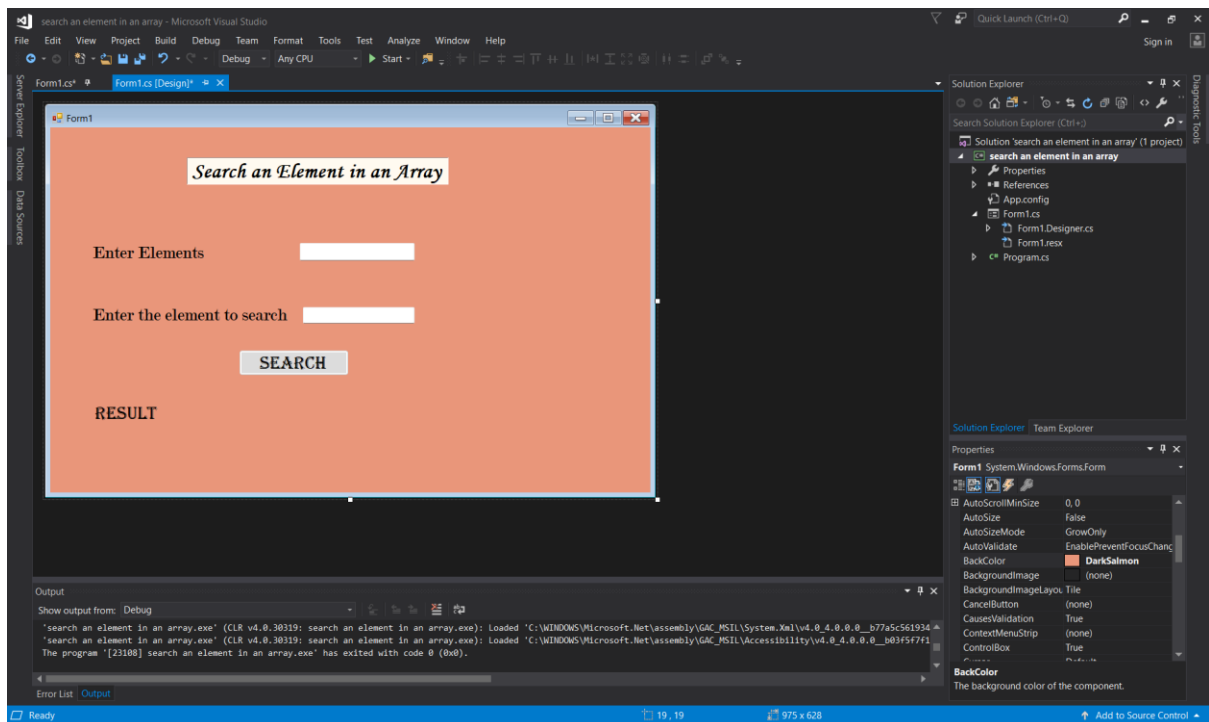 search an element in an array - Microsoft Visual Studio
Quick Launch (Ctrl+Q)
File Edit View Project Build Debug Team Format Tools Test Analyze Window Help
Sign in
Debug Any CPU Start
Server Explorer
Toolbox
Data Sources
Form1.cs* Form1.cs [Design]*
Form1
Search an Element in an Array
Enter Elements
Enter the element to search
SEARCH
RESULT
Solution Explorer
Search Solution Explorer (Ctrl+;)
Solution 'search an element in an array' (1 project)
search an element in an array
Properties
References
App.config
Form1.cs
Form1.Designer.cs
Form1.resx
C# Program.cs
Solution Explorer Team Explorer
Diagnostic Tools
Properties
Form1 System.Windows.Forms.Form
AutoScrollMinSize 0, 0
AutoSize False
AutoSizeMode GrowOnly
AutoValidate EnablePreventFocusChang
BackColor DarkSalmon
BackgroundImage (none)
BackgroundImageLayou Tile
CancelButton (none)
CausesValidation True
ContextMenuStrip (none)
ControlBox True
BackColor
The background color of the component.
Output
Show output from: Debug
'search an element in an array.exe' (CLR v4.0.30319: search an element in an array.exe): Loaded 'C:\WINDOWS\Microsoft.Net\assembly\GAC_MSIL\System.Xml\v4.0_4.0.0.0__b77a5c561934
'search an element in an array.exe' (CLR v4.0.30319: search an element in an array.exe): Loaded 'C:\WINDOWS\Microsoft.Net\assembly\GAC_MSIL\Accessibility\v4.0_4.0.0.0__b03f5f7f1
The program '[23108] search an element in an array.exe' has exited with code 0 (0x0).
Error List Output
Ready 19 , 19 975 x 628 Add to Source Control